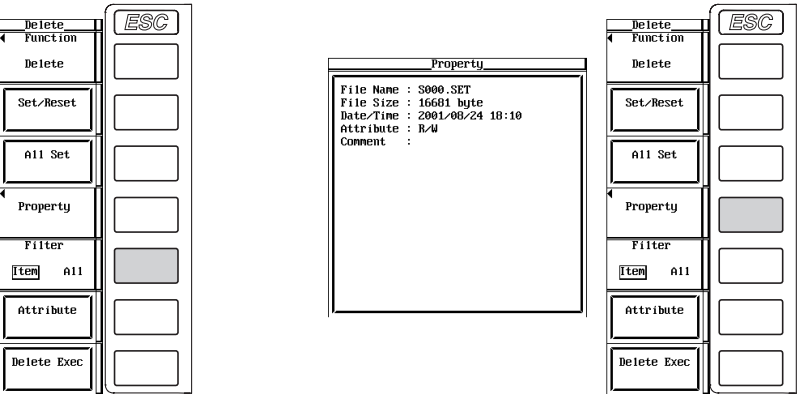 Delete
ESC
Function
Delete
Set/Reset
All Set
Property
Filter
Item All
Attribute
Delete Exec
Property
File Name : S000.SET
File Size : 16681 byte
Date/Time : 2001/08/24 18:10
Attribute : R/W
Comment :
Delete
ESC
Function
Delete
Set/Reset
All Set
Property
Filter
Item All
Attribute
Delete Exec